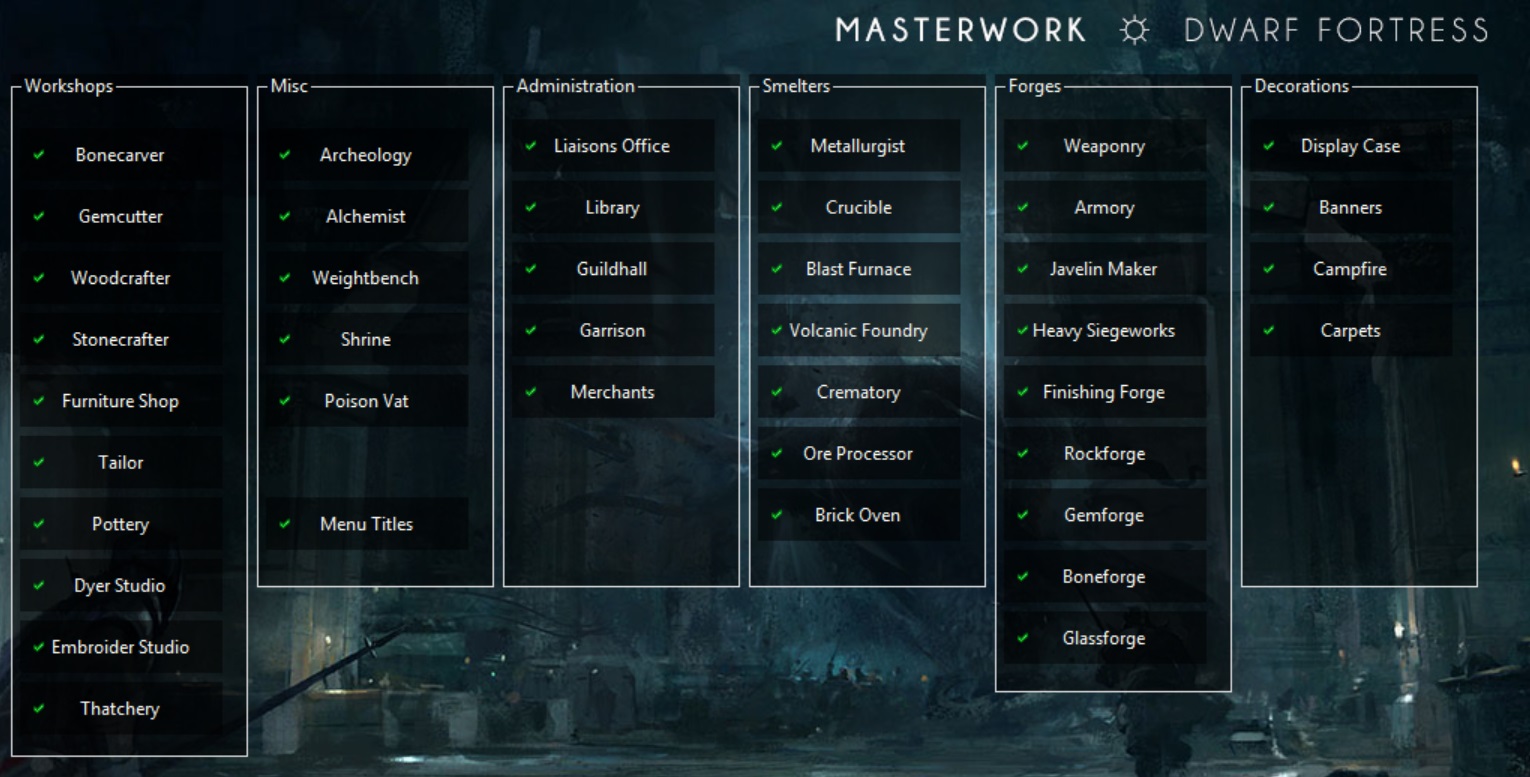 MASTERWORK ☼ DWARF FORTRESS
Workshops
Bonecarver
Gemcutter
Woodcrafter
Stonecrafter
Furniture Shop
Tailor
Pottery
Dyer Studio
Embroider Studio
Thatchery
Misc
Archeology
Alchemist
Weightbench
Shrine
Poison Vat
Menu Titles
Administration
Liaisons Office
Library
Guildhall
Garrison
Merchants
Smelters
Metallurgist
Crucible
Blast Furnace
Volcanic Foundry
Crematory
Ore Processor
Brick Oven
Forges
Weaponry
Armory
Javelin Maker
Heavy Siegeworks
Finishing Forge
Rockforge
Gemforge
Boneforge
Glassforge
Decorations
Display Case
Banners
Campfire
Carpets